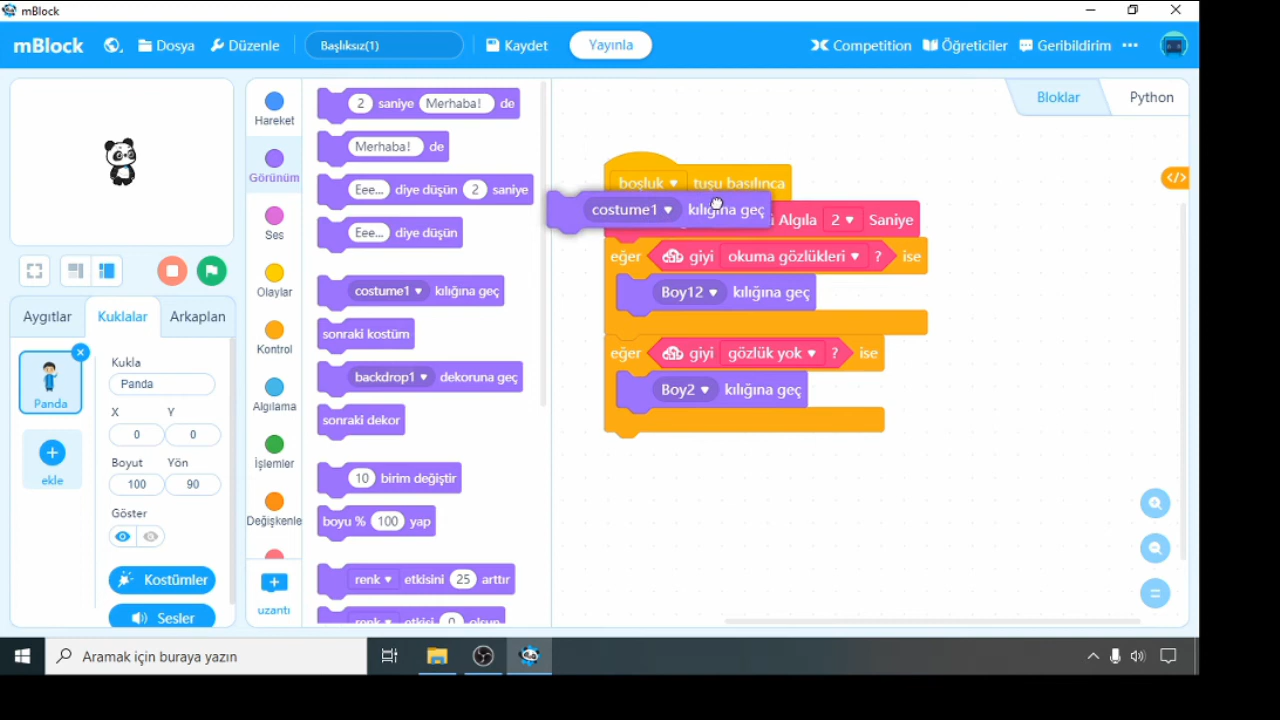 mBlock
mBlock Dosya Düzenle Başlıksız(1) Kaydet Yayınla Competition Öğreticiler Geribildirim
Bloklar Python
Hareket
Görünüm
Ses
Olaylar
Kontrol
Algılama
İşlemler
Değişkenle
uzantı
2 saniye Merhaba! de
Merhaba! de
Eee... diye düşün 2 saniye
Eee... diye düşün
costume1 kılığına geç
sonraki kostüm
backdrop1 dekoruna geç
sonraki dekor
10 birim değiştir
boyu % 100 yap
renk etkisini 25 arttır
renk etkisi 0 olsun
boşluk tuşu basılınca
costume1 kılığına geç
Algıla 2 Saniye
eğer giyi okuma gözlükleri ? ise
Boy12 kılığına geç
eğer giyi gözlük yok ? ise
Boy2 kılığına geç
Aygıtlar Kuklalar Arkaplan
Panda
ekle
Kukla
Panda
X Y
0 0
Boyut Yön
100 90
Göster
Kostümler
Sesler
Aramak için buraya yazın